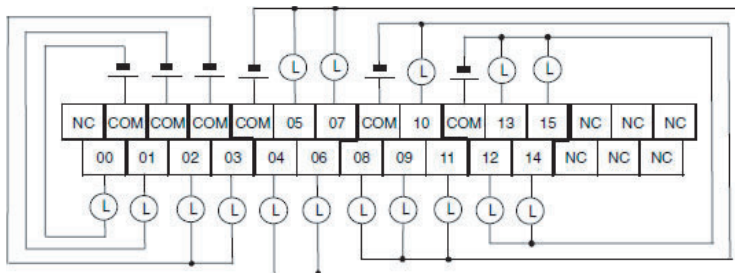 L L L L L
NC COM COM COM COM 05 07 COM 10 COM 13 15 NC NC NC
00 01 02 03 04 06 08 09 11 12 14 NC NC NC
L L L L L L L L L L L